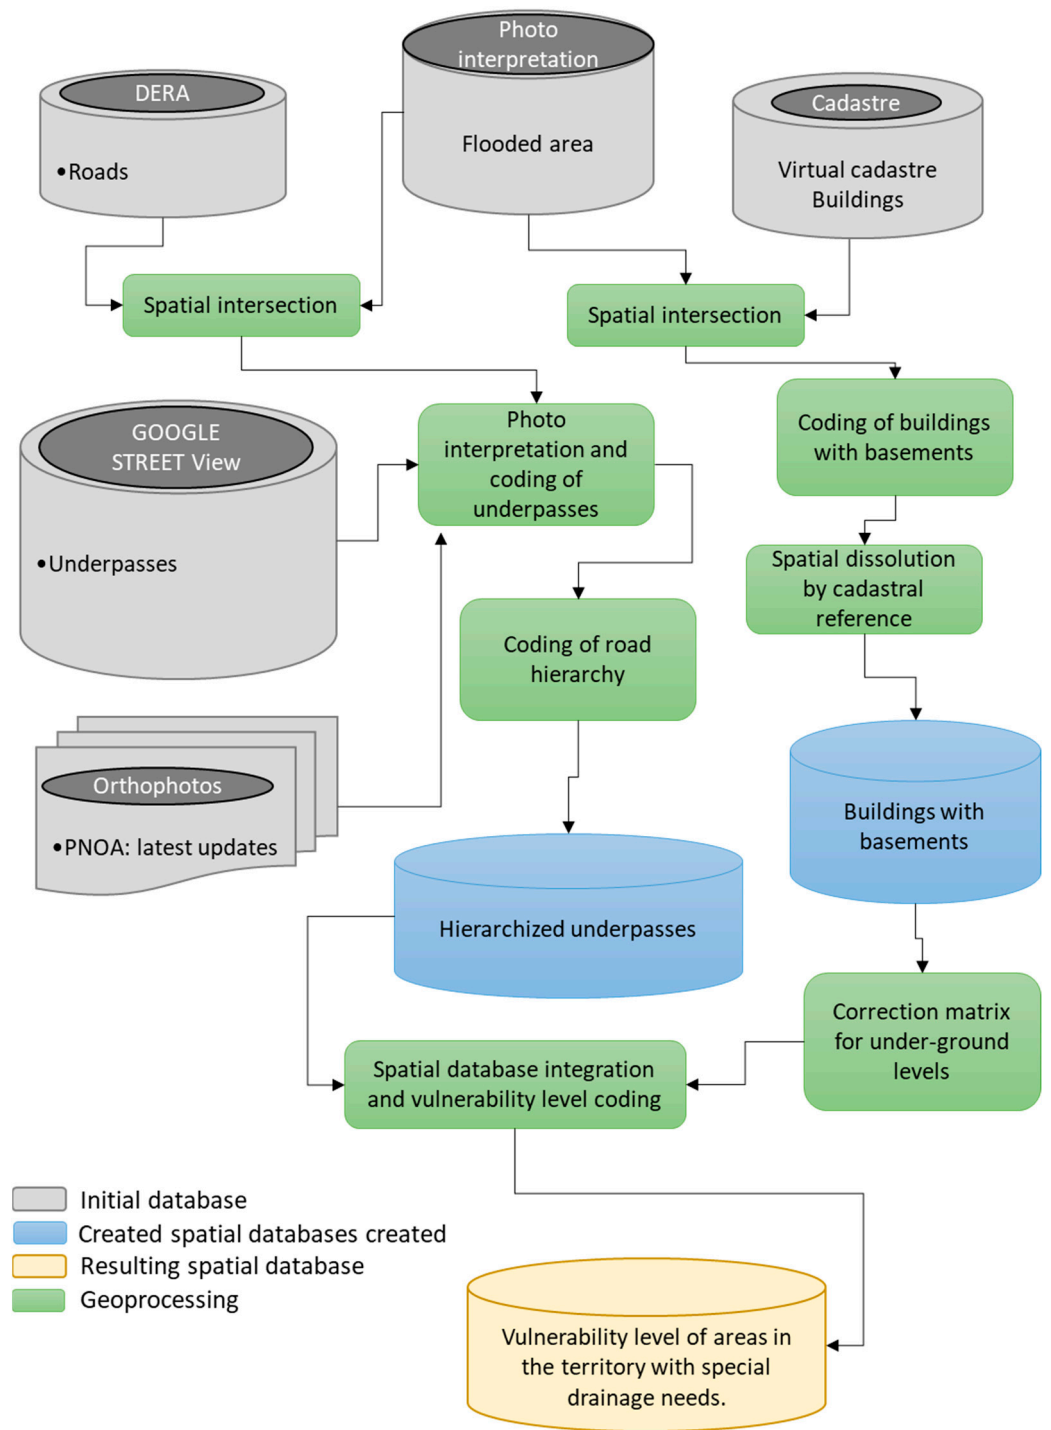 Photo
interpretation
Flooded area
DERA
•Roads
Cadastre
Virtual cadastre
Buildings
Spatial intersection
Spatial intersection
GOOGLE
STREET View
•Underpasses
Photo
interpretation and
coding of
underpasses
Coding of buildings
with basements
Spatial dissolution
by cadastral
reference
Coding of road
hierarchy
Orthophotos
•PNOA: latest updates
Buildings with
basements
Hierarchized underpasses
Correction matrix
for under-ground
levels
Spatial database integration
and vulnerability level coding
Initial database
Created spatial databases created
Resulting spatial database
Geoprocessing
Vulnerability level of areas in
the territory with special
drainage needs.